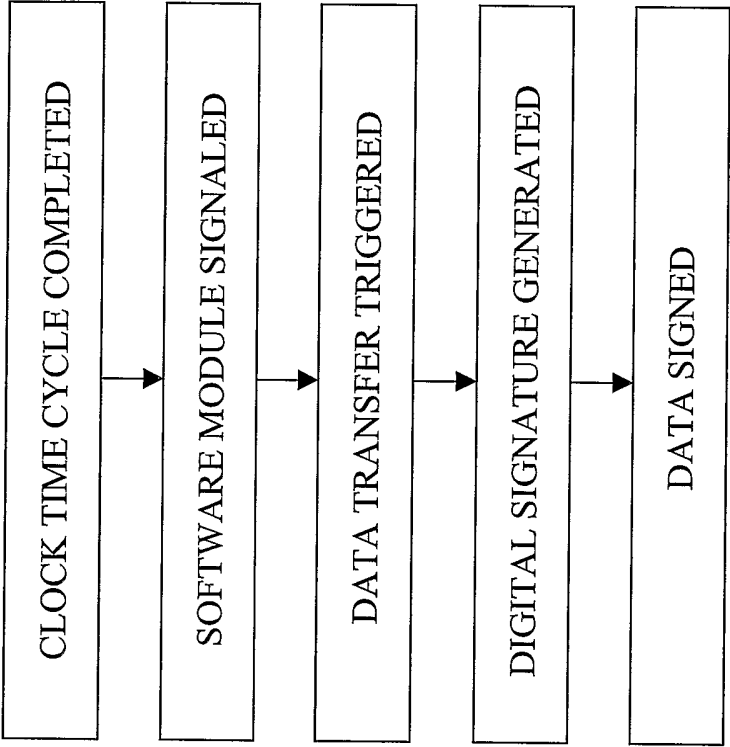 CLOCK TIME CYCLE COMPLETED
SOFTWARE MODULE SIGNALED
DATA TRANSFER TRIGGERED
DIGITAL SIGNATURE GENERATED
DATA SIGNED